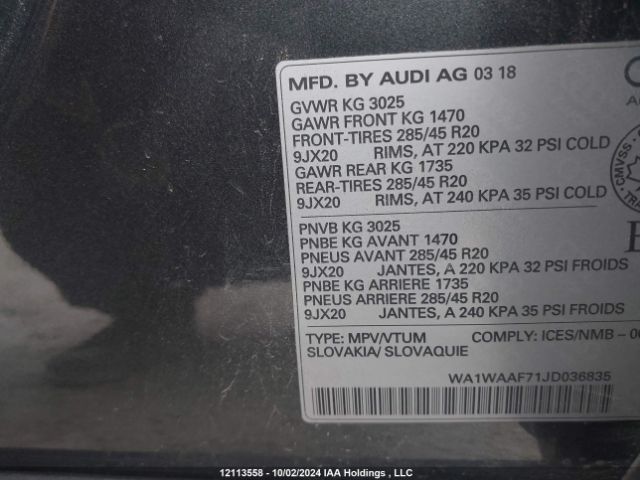 MFD. BY AUDI AG 03 18
GVWR KG 3025
GAWR FRONT KG 1470
FRONT-TIRES 285/45 R20
9JX20 RIMS, AT 220 KPA 32 PSI COLD
GAWR REAR KG 1735
REAR-TIRES 285/45 R20
9JX20 RIMS, AT 240 KPA 35 PSI COLD
PNVB KG 3025
PNBE KG AVANT 1470
PNEUS AVANT 285/45 R20
9JX20 JANTES, A 220 KPA 32 PSI FROIDS
PNBE KG ARRIERE 1735
PNEUS ARRIERE 285/45 R20
9JX20 JANTES, A 240 KPA 35 PSI FROIDS
TYPE: MPV/VTUM COMPLY: ICES/NMB - 00
SLOVAKIA/ SLOVAQUIE
WA1WAAF71JD036835
CMVSS
12113558 - 10/02/2024 IAA Holdings , LLC